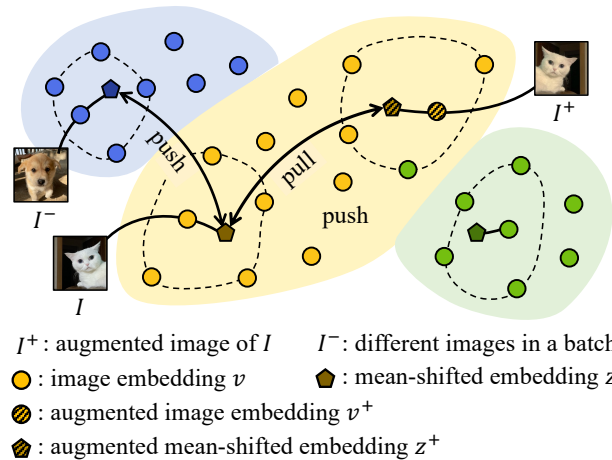 I⁺
push
pull
I⁻
push
I
I⁺ : augmented image of I
I⁻: different images in a batch
: image embedding v
: mean-shifted embedding z
: augmented image embedding v⁺
: augmented mean-shifted embedding z⁺